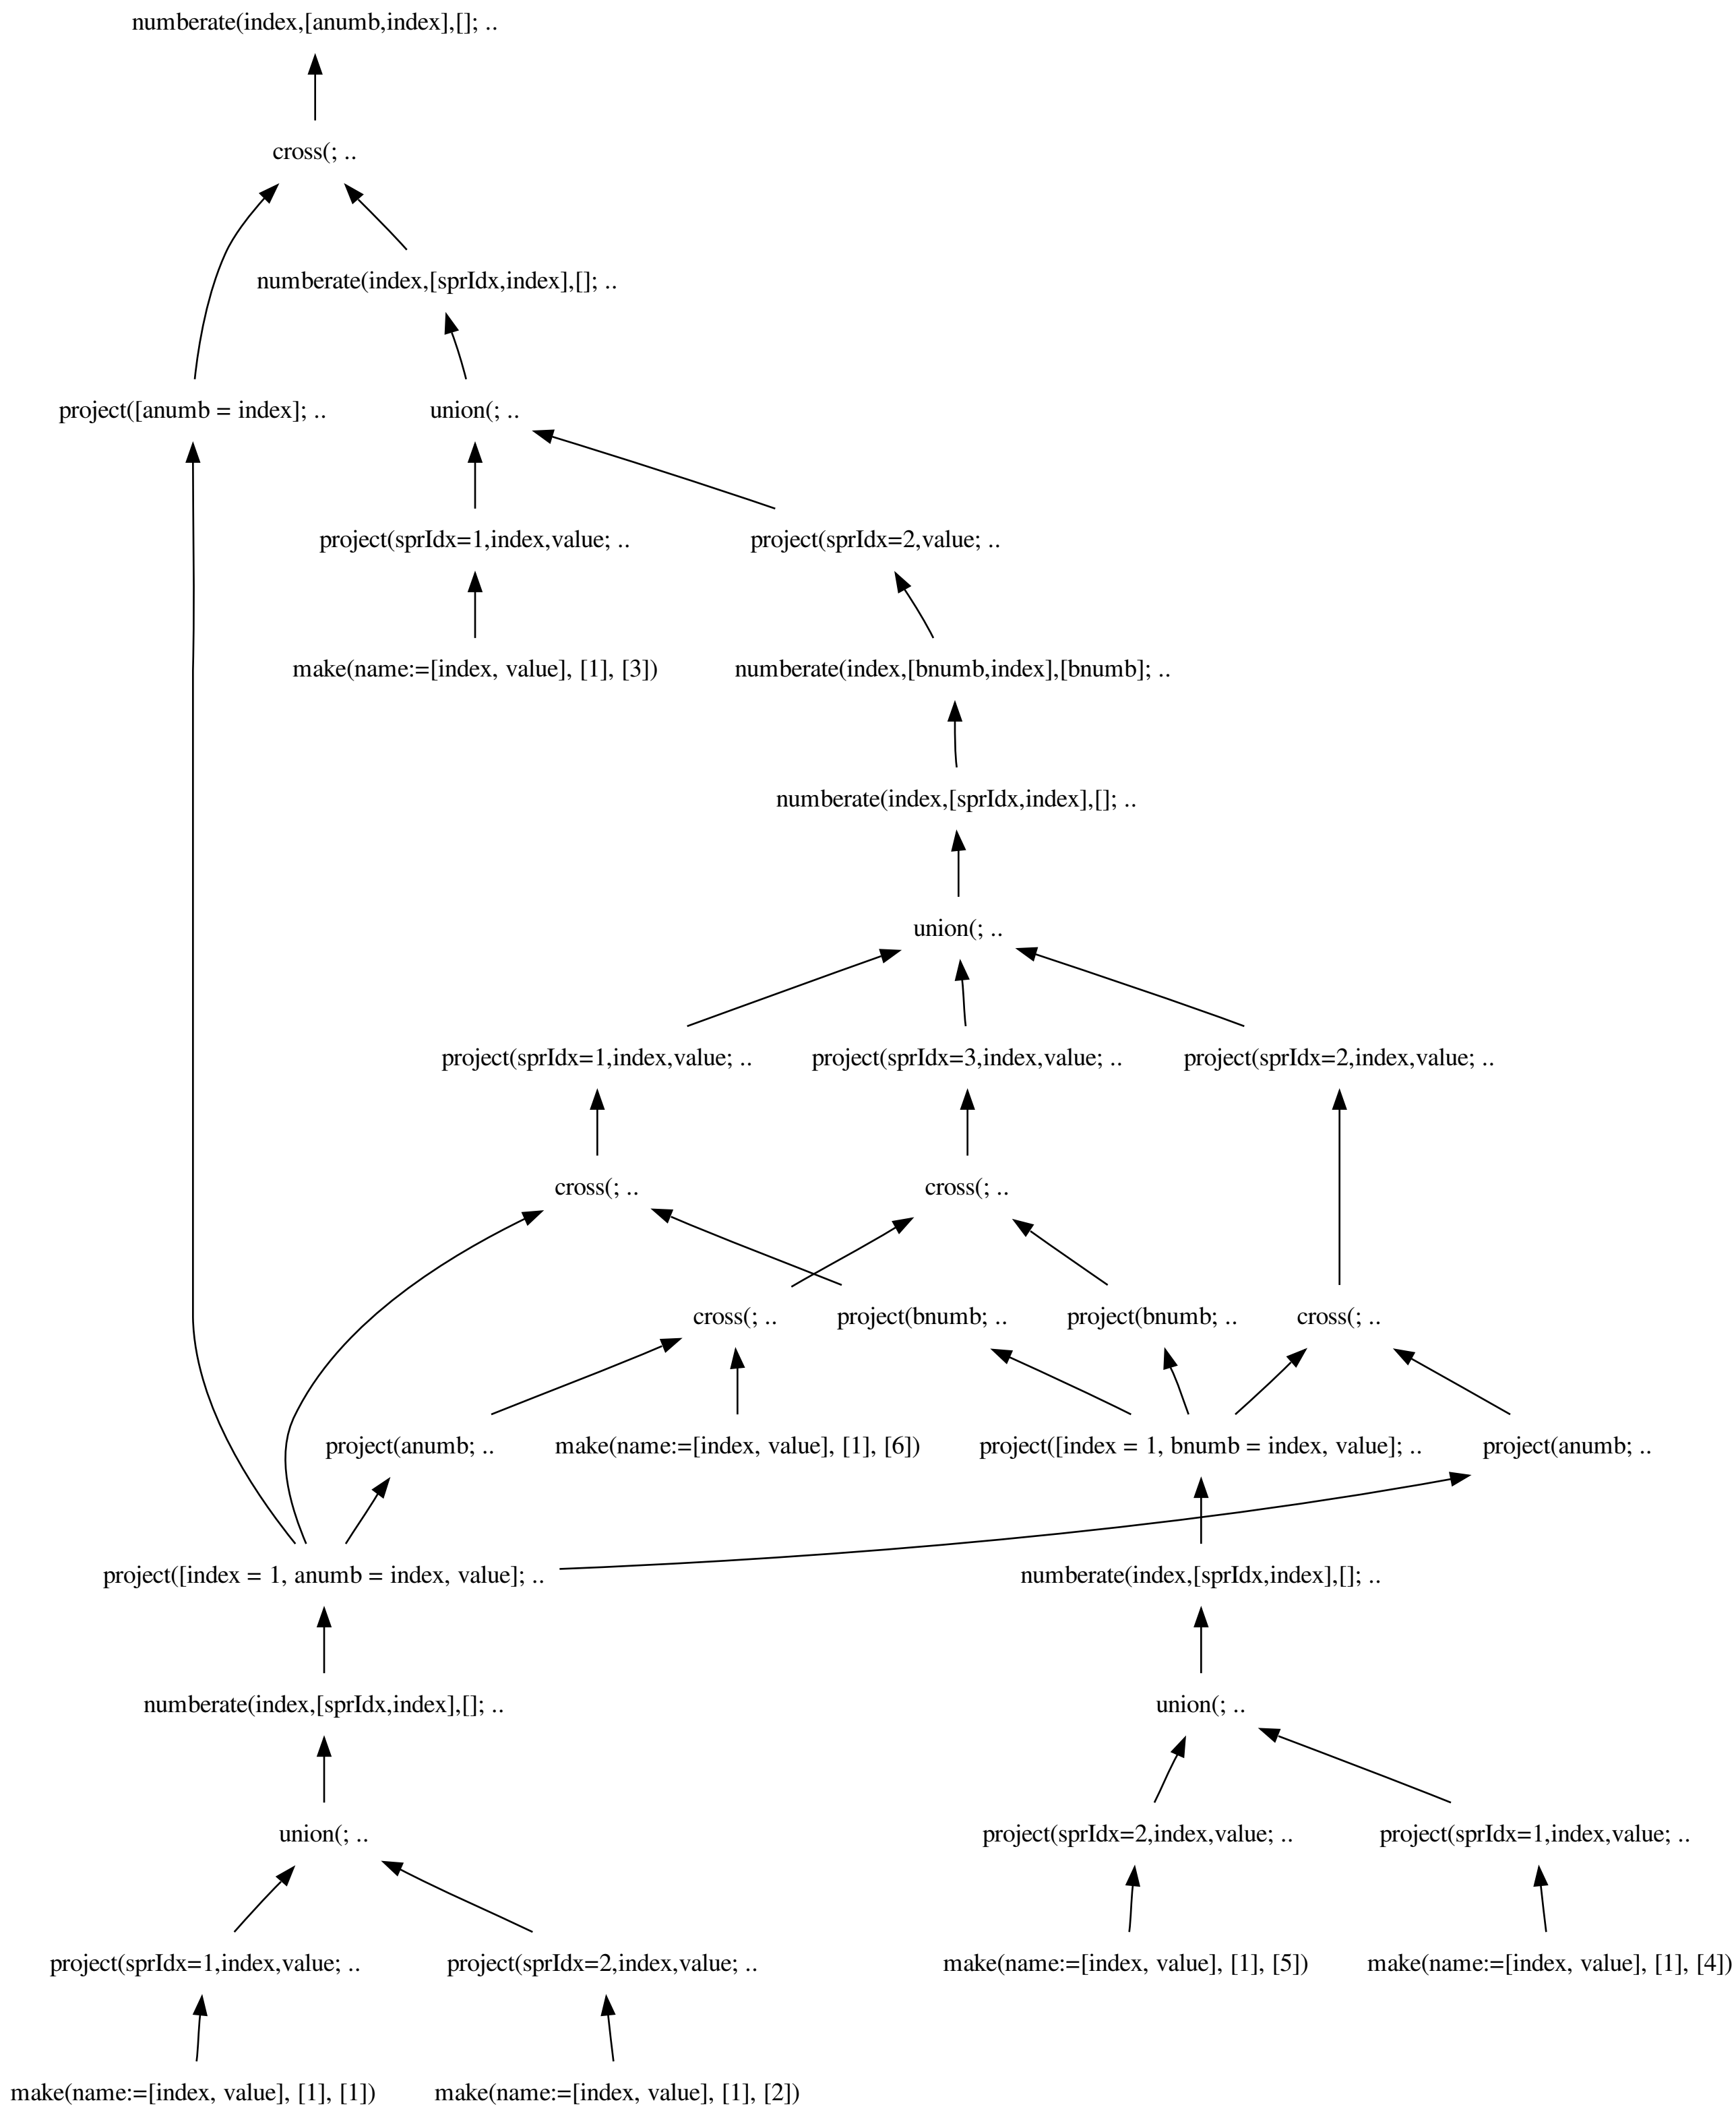 numberate(index,[anumb,index],[]; ..
cross(; ..
numberate(index,[sprIdx,index],[]; ..
project([anumb = index]; ..
union(; ..
project(sprIdx=1,index,value; ..
project(sprIdx=2,value; ..
make(name:=[index, value], [1], [3])
numberate(index,[bnumb,index],[bnumb]; ..
numberate(index,[sprIdx,index],[]; ..
union(; ..
project(sprIdx=1,index,value; ..
project(sprIdx=3,index,value; ..
project(sprIdx=2,index,value; ..
cross(; ..
cross(; ..
cross(; ..
project(bnumb; ..
project(bnumb; ..
cross(; ..
project(anumb; ..
make(name:=[index, value], [1], [6])
project([index = 1, bnumb = index, value]; ..
project(anumb; ..
project([index = 1, anumb = index, value]; ..
numberate(index,[sprIdx,index],[]; ..
numberate(index,[sprIdx,index],[]; ..
union(; ..
union(; ..
project(sprIdx=2,index,value; ..
project(sprIdx=1,index,value; ..
project(sprIdx=1,index,value; ..
project(sprIdx=2,index,value; ..
make(name:=[index, value], [1], [5])
make(name:=[index, value], [1], [4])
make(name:=[index, value], [1], [1])
make(name:=[index, value], [1], [2])